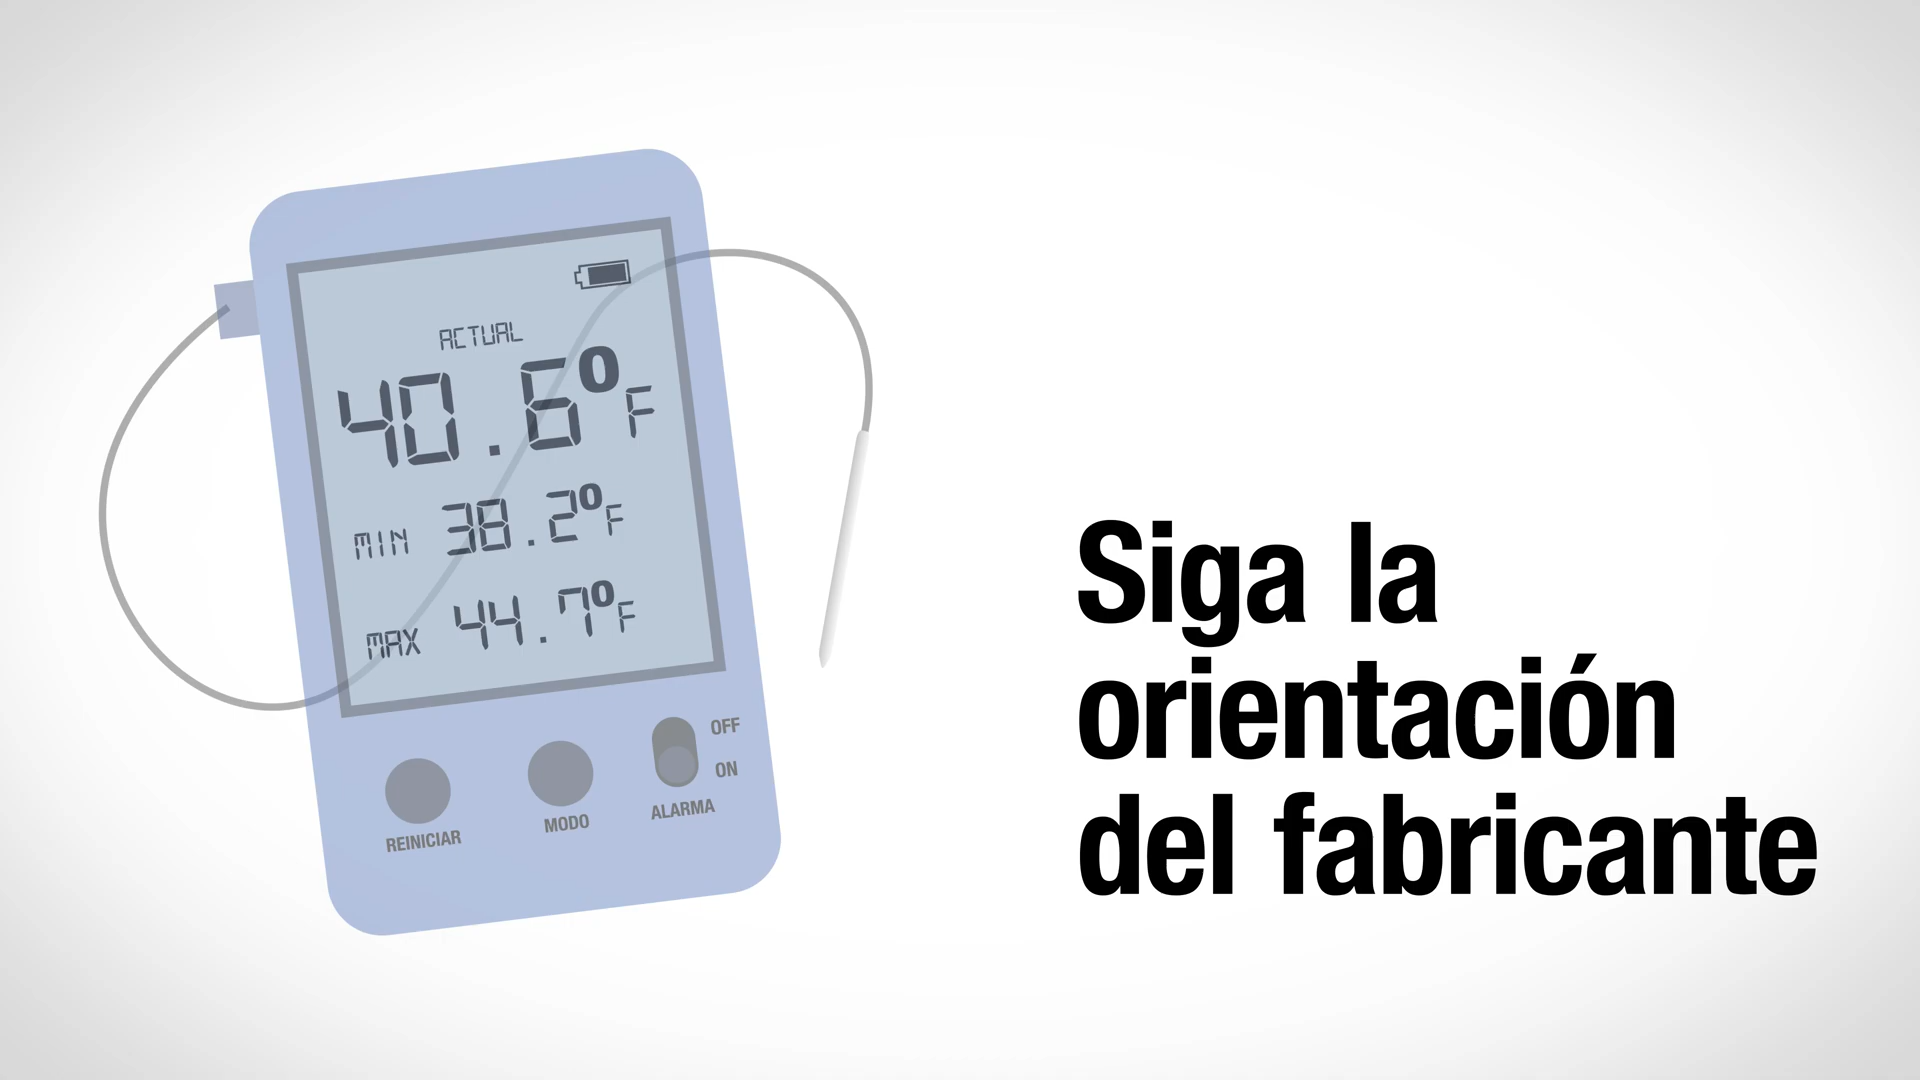 ACTUAL
40.6°F
MIN 38.2°F
MAX 44.7°F
REINICIAR
MODO
OFF
ON
ALARMA
Siga la
orientación
del fabricante